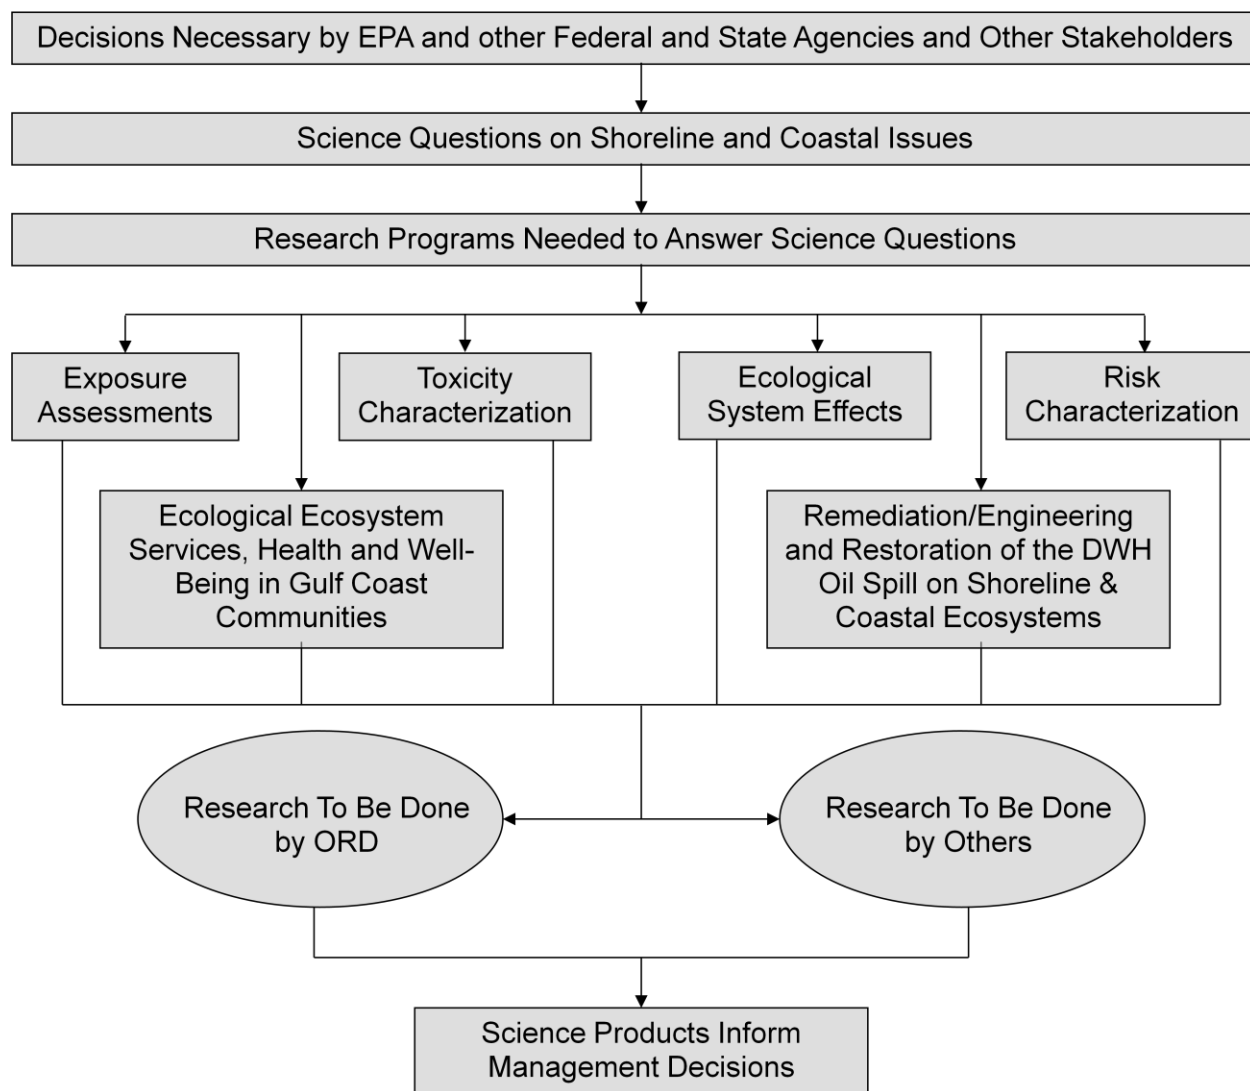 Decisions Necessary by EPA and other Federal and State Agencies and Other Stakeholders
Science Questions on Shoreline and Coastal Issues
Research Programs Needed to Answer Science Questions
Exposure
Assessments
Toxicity
Characterization
Ecological
System Effects
Risk
Characterization
Ecological Ecosystem
Services, Health and Well-
Being in Gulf Coast
Communities
Remediation/Engineering
and Restoration of the DWH
Oil Spill on Shoreline &
Coastal Ecosystems
Research To Be Done
by ORD
Research To Be Done
by Others
Science Products Inform
Management Decisions